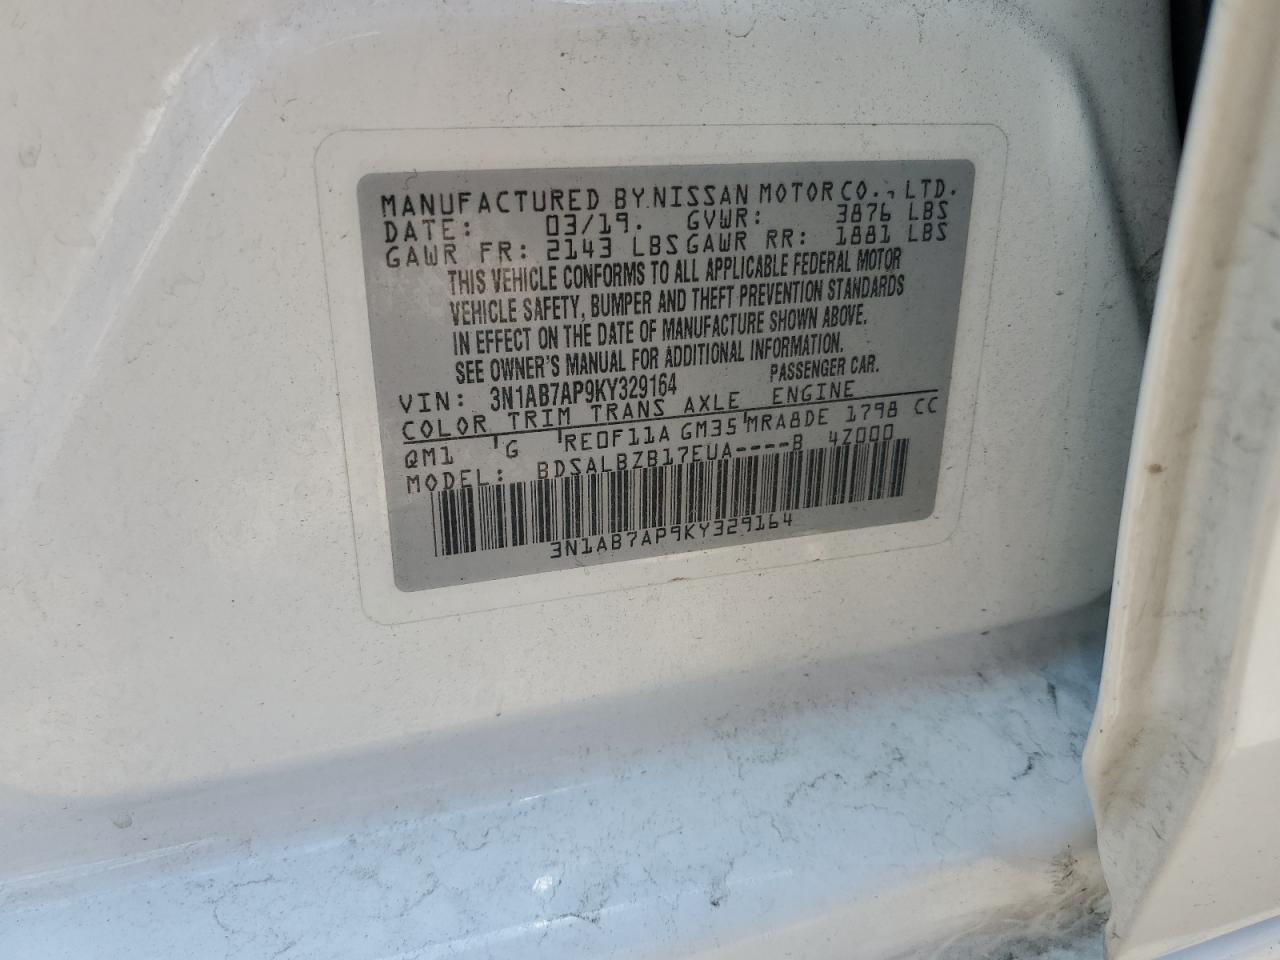 MANUFACTURED BY NISSAN MOTOR CO., LTD.
DATE: 03/19. GVWR: 3876 LBS
GAWR FR: 2143 LBS GAWR RR: 1881 LBS
THIS VEHICLE CONFORMS TO ALL APPLICABLE FEDERAL MOTOR
VEHICLE SAFETY, BUMPER AND THEFT PREVENTION STANDARDS
IN EFFECT ON THE DATE OF MANUFACTURE SHOWN ABOVE.
SEE OWNER'S MANUAL FOR ADDITIONAL INFORMATION.
VIN: 3N1AB7AP9KY329164 PASSENGER CAR.
COLOR TRIM TRANS AXLE ENGINE
QM1 G RE0F11A GM35 MRA8DE 1798 CC
MODEL: BDSALBZB17EUA----B 4Z000
3N1AB7AP9KY329164